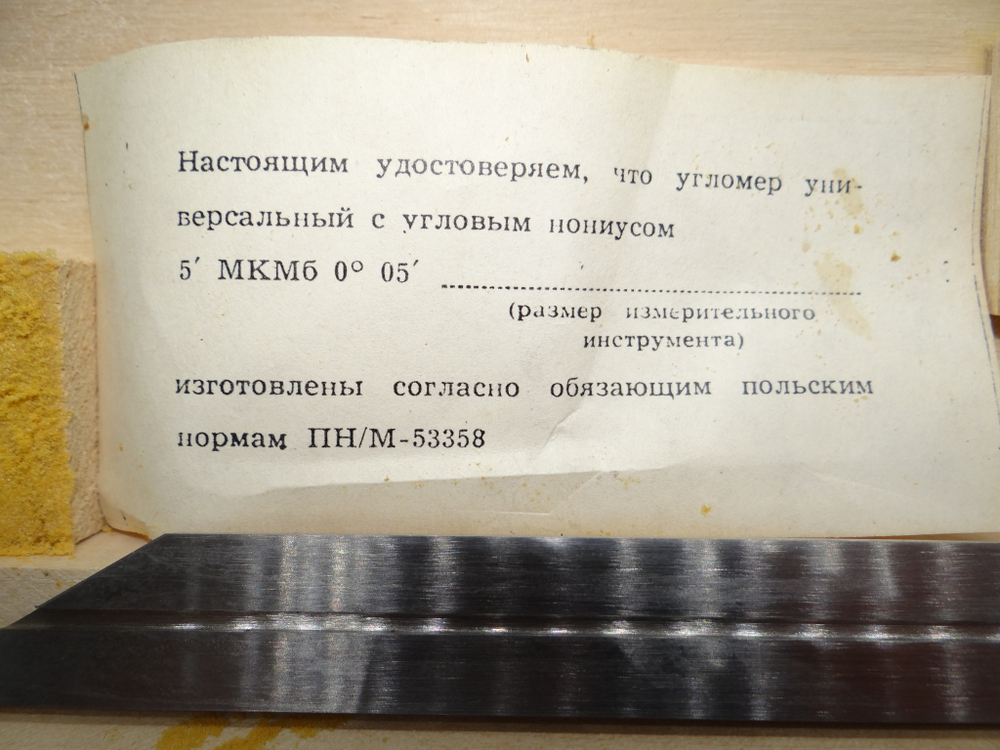 Настоящим удостоверяем, что угломер уни-
версальный с угловым нониусом
5′ МКМб 0° 05′
(размер измерительного
инструмента)
изготовлены согласно обязающим польским
нормам ПН/М-53358